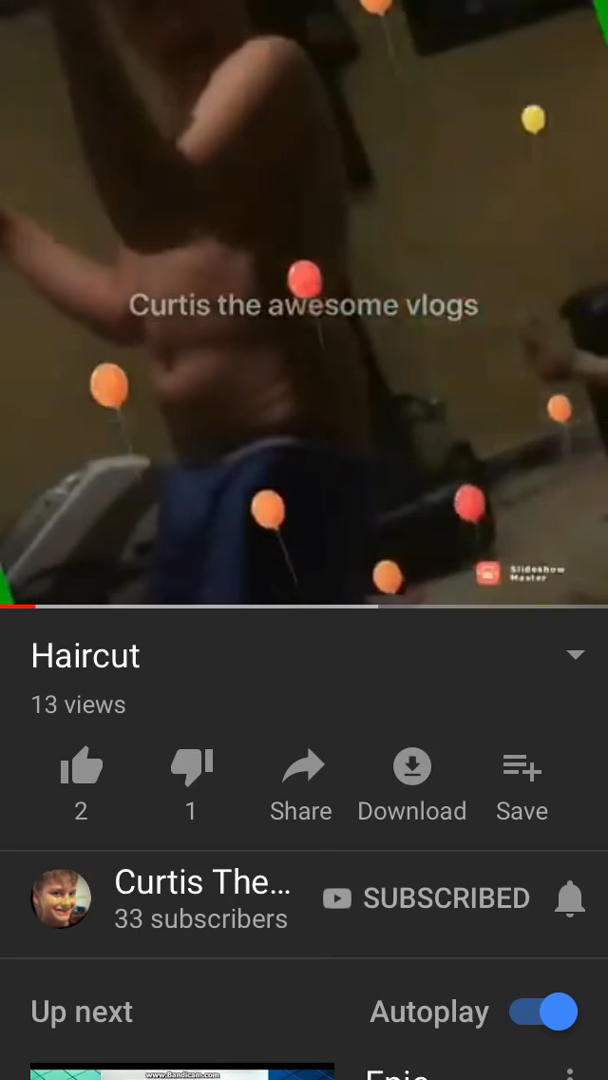 Curtis the awesome vlogs
Slideshow
Master
Haircut
13 views
2
1
Share
Download
Save
Curtis The...
SUBSCRIBED
33 subscribers
Up next
Autoplay
www.Bandicam.com
Epic